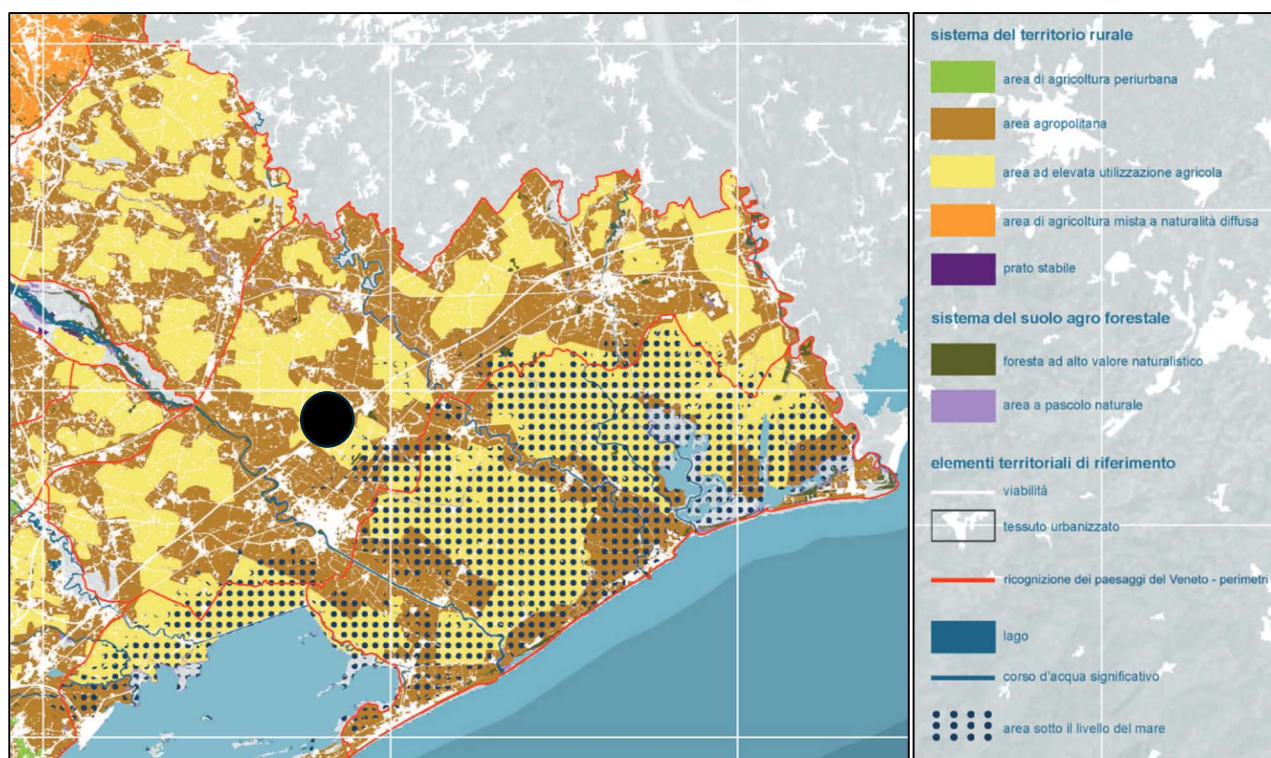 sistema del territorio rurale
area di agricoltura periurbana
area agropolitana
area ad elevata utilizzazione agricola
area di agricoltura mista a naturalità diffusa
prato stabile
sistema del suolo agro forestale
foresta ad alto valore naturalistico
area a pascolo naturale
elementi territoriali di riferimento
viabilità
tessuto urbanizzato
ricognizione dei paesaggi del Veneto - perimetri
lago
corso d'acqua significativo
area sotto il livello del mare